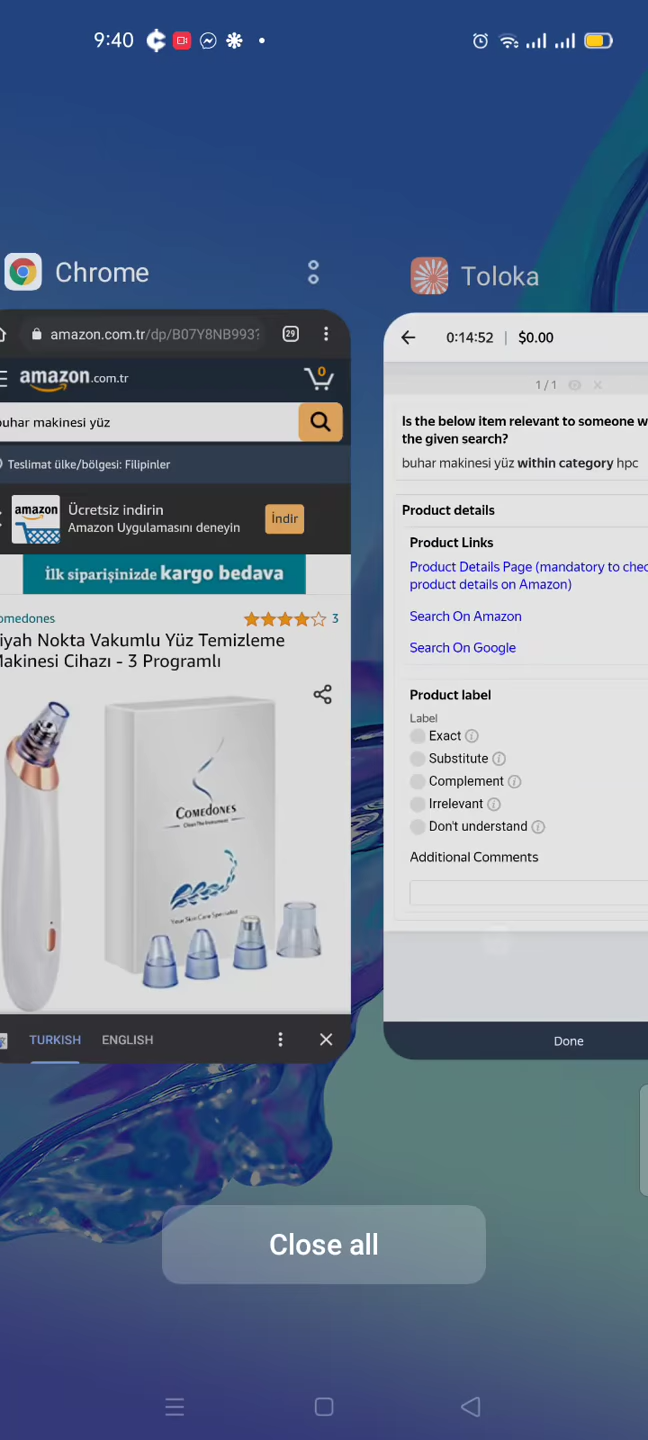 9:40
Chrome
Toloka
amazon.com.tr/dp/B07Y8NB993?
29
0:14:52 | $0.00
amazon.com.tr
0
1 / 1
buhar makinesi yüz
Is the below item relevant to someone w
the given search?
buhar makinesi yüz within category hpc
Teslimat ülke/bölgesi: Filipinler
amazon
Ücretsiz indirin
Amazon Uygulamasını deneyin
İndir
Product details
Product Links
Product Details Page (mandatory to chec
product details on Amazon)
Search On Amazon
Search On Google
İlk siparişinizde kargo bedava
omedones
3
iyah Nokta Vakumlu Yüz Temizleme
Makinesi Cihazı - 3 Programlı
Product label
Label
Exact
Substitute
Complement
Irrelevant
Don't understand
Additional Comments
COMEDONES
Your Skin Care Specialist
TURKISH
ENGLISH
Done
Close all